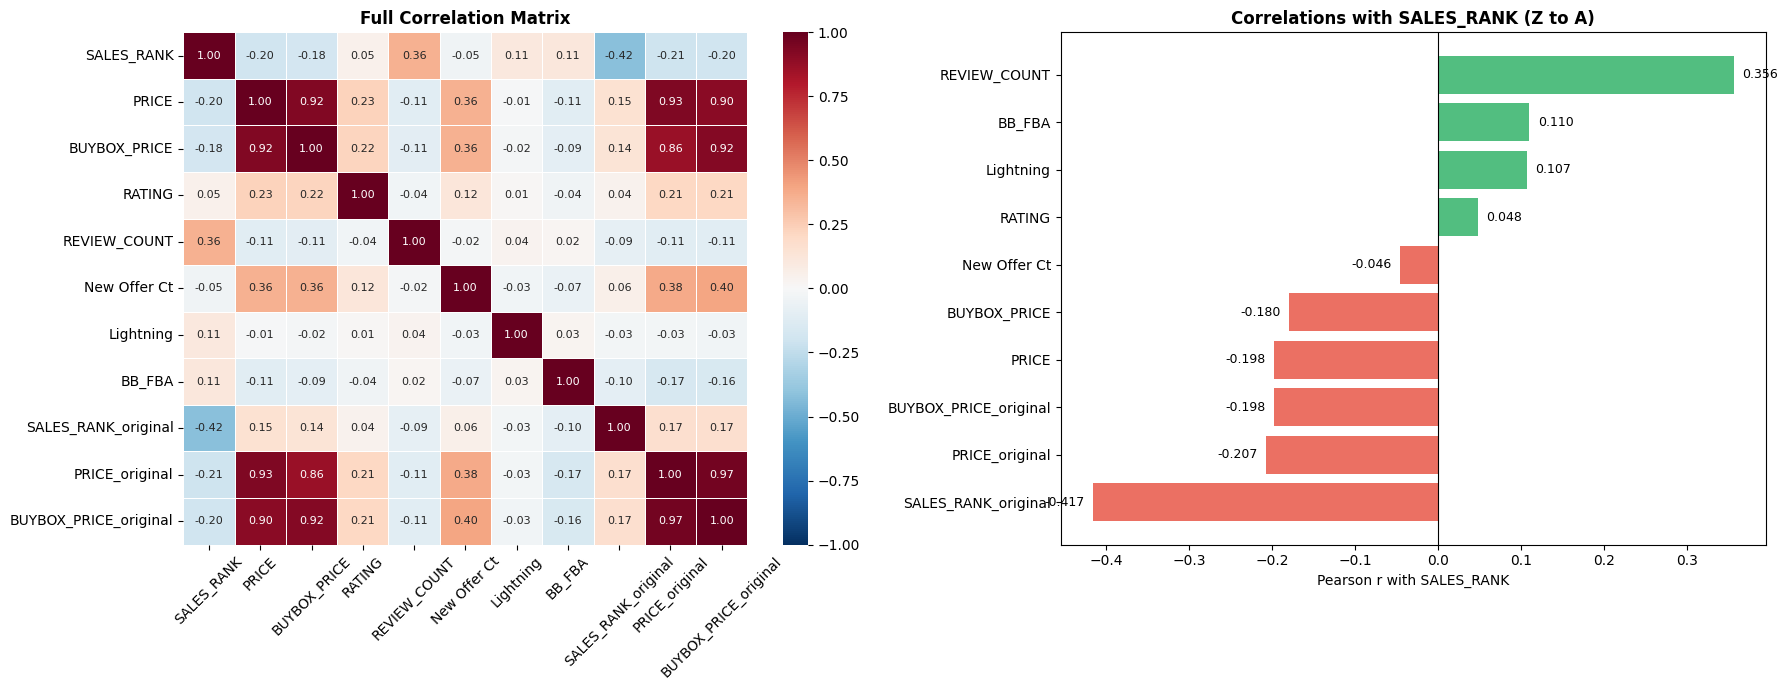 Full Correlation Matrix
SALES_RANK 1.00 -0.20 -0.18 0.05 0.36 -0.05 0.11 0.11 -0.42 -0.21 -0.20
PRICE -0.20 1.00 0.92 0.23 -0.11 0.36 -0.01 -0.11 0.15 0.93 0.90
BUYBOX_PRICE -0.18 0.92 1.00 0.22 -0.11 0.36 -0.02 -0.09 0.14 0.86 0.92
RATING 0.05 0.23 0.22 1.00 -0.04 0.12 0.01 -0.04 0.04 0.21 0.21
REVIEW_COUNT 0.36 -0.11 -0.11 -0.04 1.00 -0.02 0.04 0.02 -0.09 -0.11 -0.11
New Offer Ct -0.05 0.36 0.36 0.12 -0.02 1.00 -0.03 -0.07 0.06 0.38 0.40
Lightning 0.11 -0.01 -0.02 0.01 0.04 -0.03 1.00 0.03 -0.03 -0.03 -0.03
BB_FBA 0.11 -0.11 -0.09 -0.04 0.02 -0.07 0.03 1.00 -0.10 -0.17 -0.16
SALES_RANK_original -0.42 0.15 0.14 0.04 -0.09 0.06 -0.03 -0.10 1.00 0.17 0.17
PRICE_original -0.21 0.93 0.86 0.21 -0.11 0.38 -0.03 -0.17 0.17 1.00 0.97
BUYBOX_PRICE_original -0.20 0.90 0.92 0.21 -0.11 0.40 -0.03 -0.16 0.17 0.97 1.00
SALES_RANK
PRICE
BUYBOX_PRICE
RATING
REVIEW_COUNT
New Offer Ct
Lightning
BB_FBA
SALES_RANK_original
PRICE_original
BUYBOX_PRICE_original
1.00
0.75
0.50
0.25
0.00
−0.25
−0.50
−0.75
−1.00
Correlations with SALES_RANK (Z to A)
REVIEW_COUNT 0.356
BB_FBA 0.110
Lightning 0.107
RATING 0.048
New Offer Ct -0.046
BUYBOX_PRICE -0.180
PRICE -0.198
BUYBOX_PRICE_original -0.198
PRICE_original -0.207
SALES_RANK_original -0.417
−0.4 −0.3 −0.2 −0.1 0.0 0.1 0.2 0.3
Pearson r with SALES_RANK